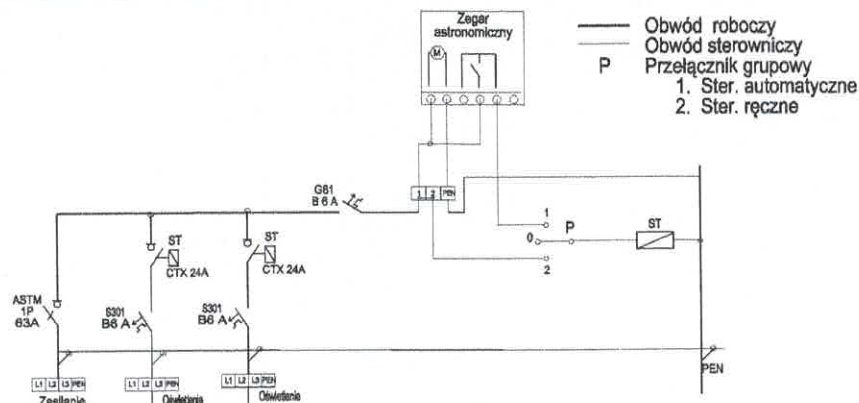 Zegar
astronomiczny
M
Obwód roboczy
Obwód sterowniczy
P Przełącznik grupowy
1. Ster. automatyczne
2. Ster. ręczne
G61
B 6 A
1 2 PEN
1
0
P
2
ST
ST
CTX 24A
ST
CTX 24A
ASTM
1P
63A
S301
B6 A
S301
B6 A
PEN
L1 L2 L3 PEN
L1 L2 L3 PEN
L1 L2 L3 PEN
Zasilanie
Oświetlenie
Oświetlenie